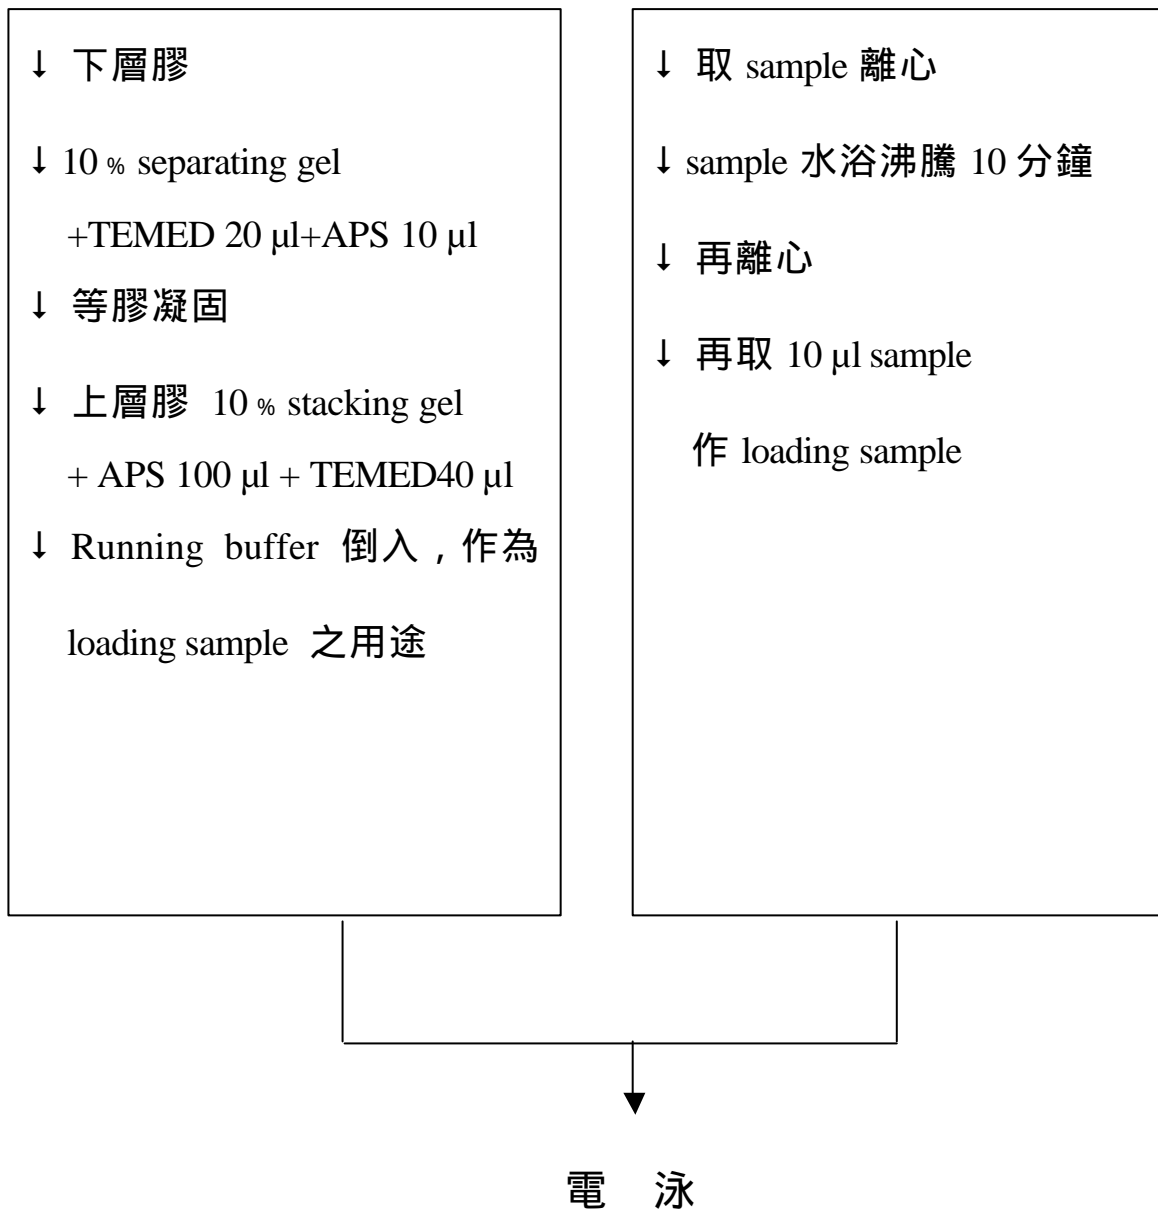 ↓ 下層膠
↓ 10 % separating gel
+TEMED 20 µl+APS 10 µl
↓ 等膠凝固
↓ 上層膠 10 % stacking gel
+ APS 100 µl + TEMED40 µl
↓ Running buffer 倒入，作為
loading sample 之用途
↓ 取 sample 離心
↓ sample 水浴沸騰 10 分鐘
↓ 再離心
↓ 再取 10 µl sample
作 loading sample
電 泳